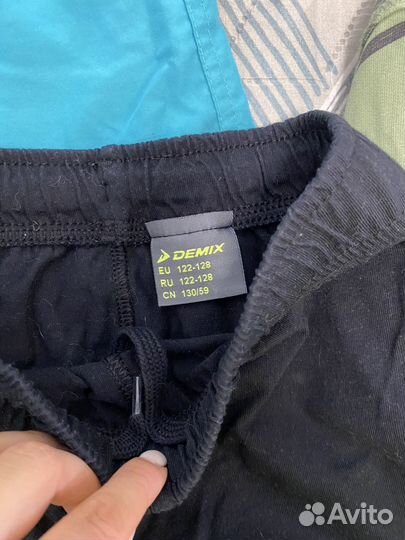 DEMIX
EU 122-128
RU 122-128
CN 130/59
Avito